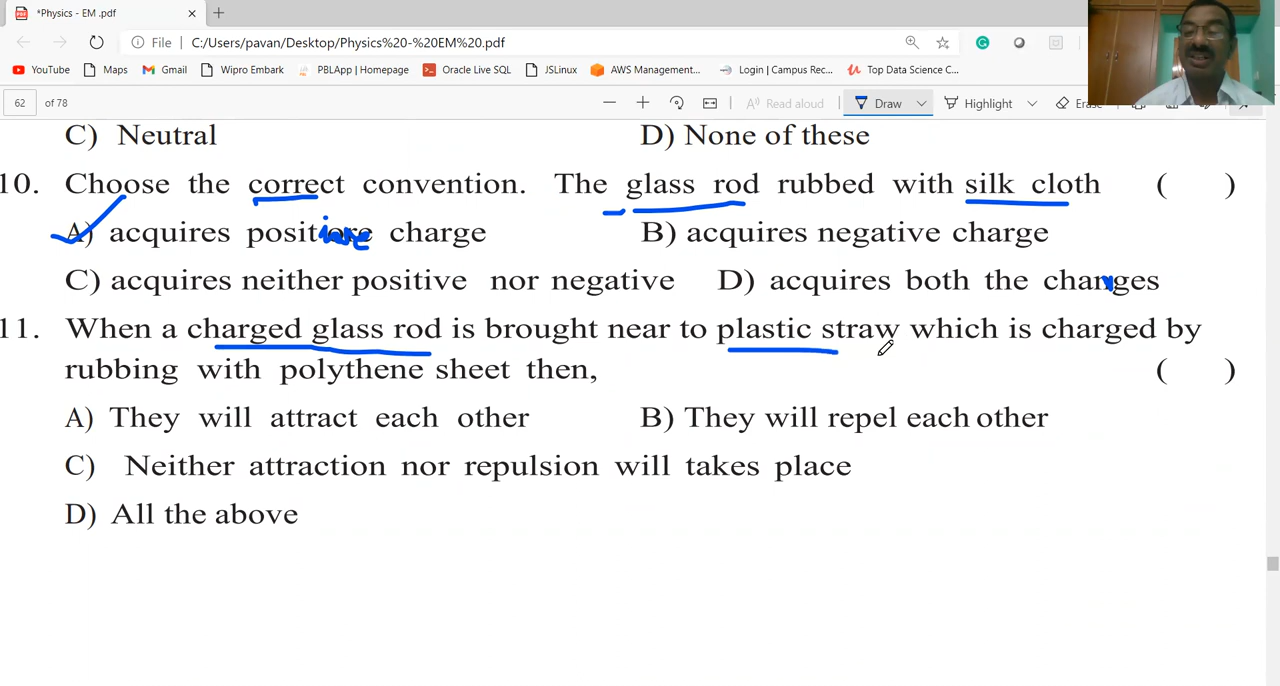 *Physics - EM .pdf
File C:/Users/pavan/Desktop/Physics%20-%20EM%20.pdf
YouTube Maps Gmail Wipro Embark PBLApp | Homepage Oracle Live SQL JSLinux AWS Management... Login | Campus Rec... Top Data Science C...
62 of 78 Read aloud Draw Highlight Erase
C) Neutral D) None of these
10. Choose the correct convention. The glass rod rubbed with silk cloth ( )
A) acquires positive charge B) acquires negative charge
C) acquires neither positive nor negative D) acquires both the changes
11. When a charged glass rod is brought near to plastic straw which is charged by
rubbing with polythene sheet then, ( )
A) They will attract each other B) They will repel each other
C) Neither attraction nor repulsion will takes place
D) All the above